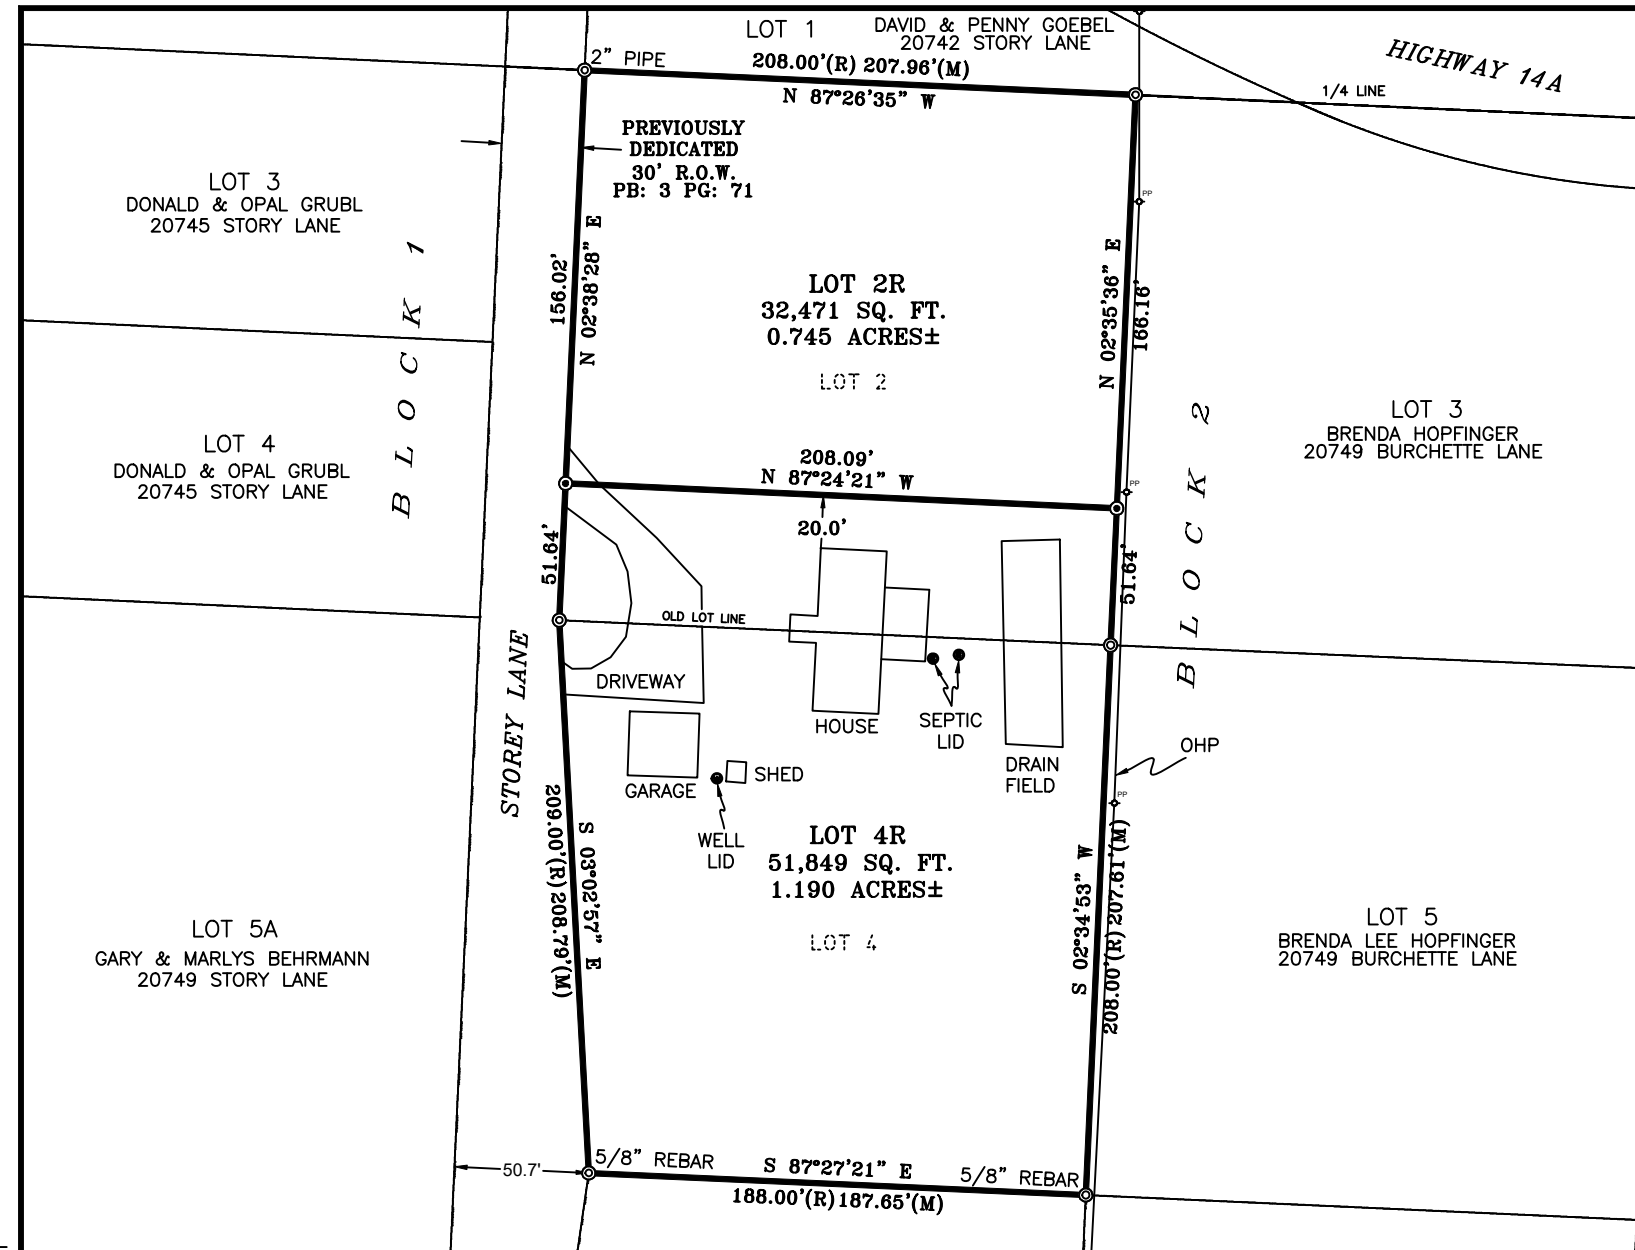 LOT 1
DAVID & PENNY GOEBEL
20742 STORY LANE
HIGHWAY 14A
2" PIPE
208.00'(R) 207.96'(M)
N 87°26'35" W
1/4 LINE
PREVIOUSLY
DEDICATED
30' R.O.W.
PB: 3 PG: 71
LOT 3
DONALD & OPAL GRUBL
20745 STORY LANE
BLOCK 1
156.02'
N 02°38'28" E
LOT 2R
32,471 SQ. FT.
0.745 ACRES±
LOT 2
N 02°35'36" E
166.16'
PP
LOT 4
DONALD & OPAL GRUBL
20745 STORY LANE
208.09'
N 87°24'21" W
20.0'
PP
BLOCK 2
LOT 3
BRENDA HOPFINGER
20749 BURCHETTE LANE
51.64'
51.64'
OLD LOT LINE
STOREY LANE
DRIVEWAY
HOUSE
SEPTIC
LID
DRAIN
FIELD
OHP
PP
GARAGE
SHED
WELL
LID
209.00'(R) 208.79'(M)
S 03°02'57" E
LOT 4R
51,849 SQ. FT.
1.190 ACRES±
LOT 4
S 02°34'53" W
208.00'(R) 207.61'(M)
LOT 5A
GARY & MARLYS BEHRMANN
20749 STORY LANE
LOT 5
BRENDA LEE HOPFINGER
20749 BURCHETTE LANE
50.7'
5/8" REBAR
S 87°27'21" E
5/8" REBAR
188.00'(R) 187.65'(M)